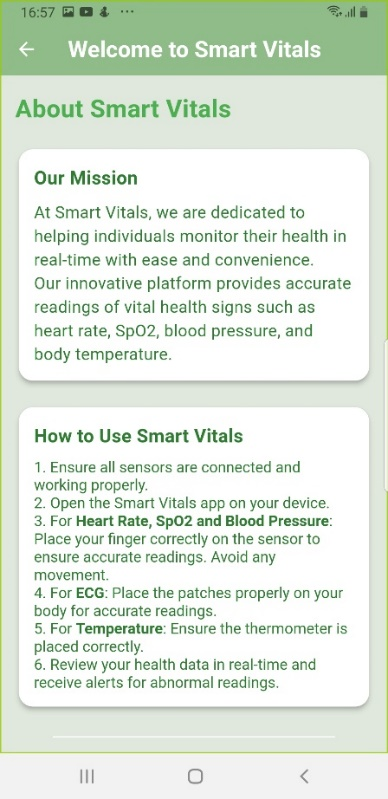 16:57
Welcome to Smart Vitals
About Smart Vitals
Our Mission
At Smart Vitals, we are dedicated to
helping individuals monitor their health in
real-time with ease and convenience.
Our innovative platform provides accurate
readings of vital health signs such as
heart rate, SpO2, blood pressure, and
body temperature.
How to Use Smart Vitals
1. Ensure all sensors are connected and
working properly.
2. Open the Smart Vitals app on your device.
3. For Heart Rate, SpO2 and Blood Pressure:
Place your finger correctly on the sensor to
ensure accurate readings. Avoid any
movement.
4. For ECG: Place the patches properly on your
body for accurate readings.
5. For Temperature: Ensure the thermometer is
placed correctly.
6. Review your health data in real-time and
receive alerts for abnormal readings.